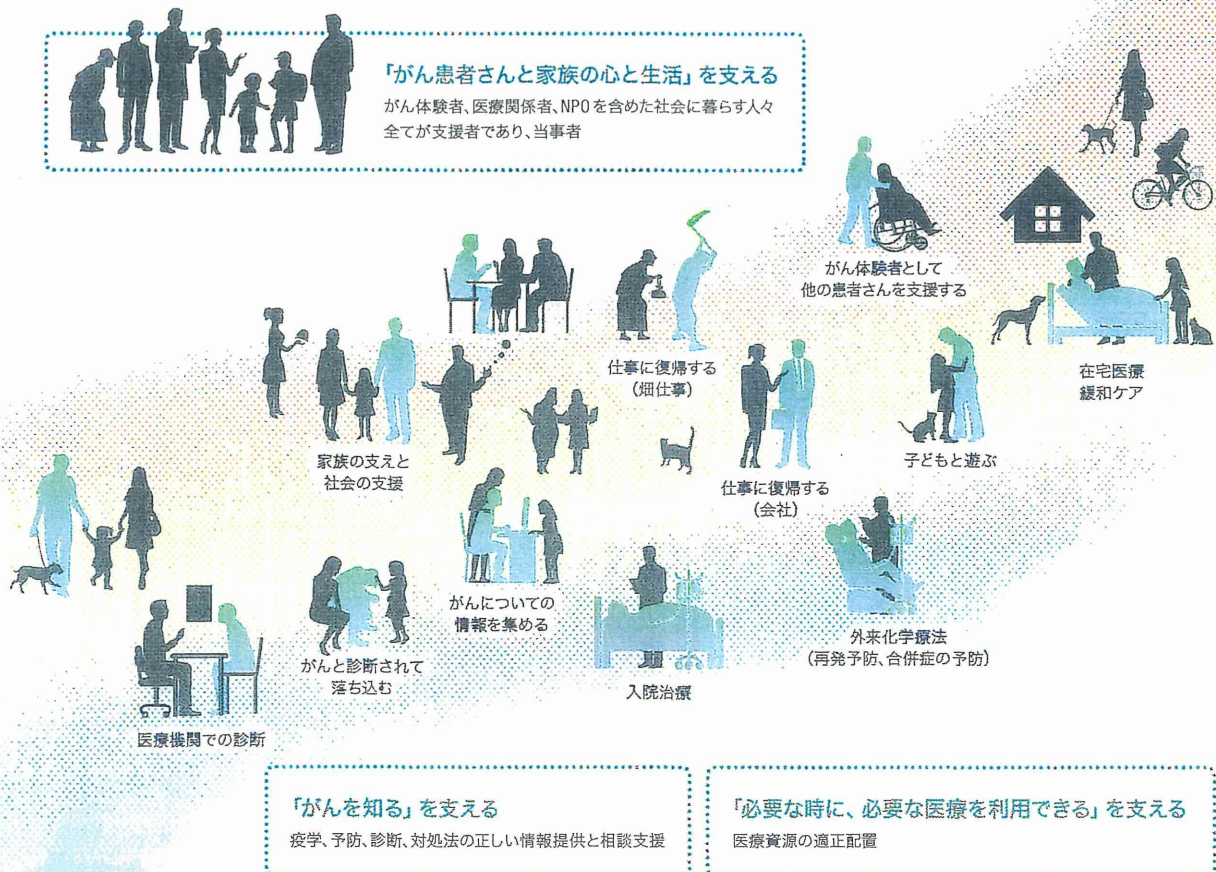 「がん患者さんと家族の心と生活」を支える
がん体験者、医療関係者、NPOを含めた社会に暮らす人々
全てが支援者であり、当事者
がん体験者として
他の患者さんを支援する
仕事に復帰する
（畑仕事）
在宅医療
緩和ケア
家族の支えと
社会の支援
仕事に復帰する
（会社）
子どもと遊ぶ
がんについての
情報を集める
外来化学療法
（再発予防、合併症の予防）
がんと診断されて
落ち込む
入院治療
医療機関での診断
「がんを知る」を支える
疫学、予防、診断、対処法の正しい情報提供と相談支援
「必要な時に、必要な医療を利用できる」を支える
医療資源の適正配置